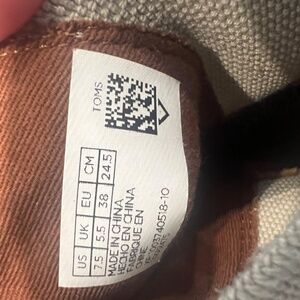 TOMS
US UK EU CM
7.5 5.5 38 24.5
MADE IN CHINA
HECHO EN CHINA
FABRIQUE EN
CHINE